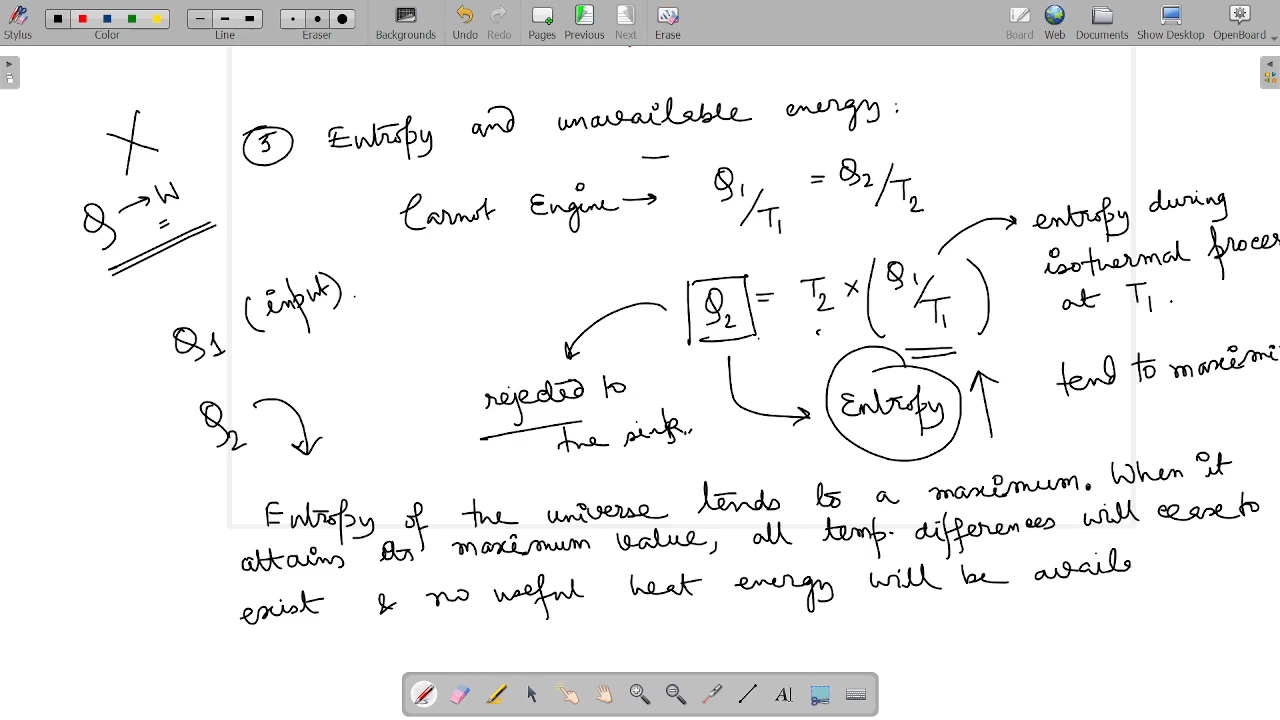 Stylus
Color
Line
Eraser
Backgrounds
Undo
Redo
Pages
Previous
Next
Erase
Board
Web
Documents
Show Desktop
OpenBoard
5 Entropy and unavailable energy:
Carnot Engine → Q1/T1 = Q2/T2
Q → W
=
Q2 = T2 × (Q1/T1)
entropy during
isothermal proces
at T1.
Q1 (input).
Q2
rejected to
the sink.
Entropy ↑
tend to maximi
Entropy of the universe tends to a maximum. When it
attains its maximum value, all temp. differences will cease to
exist & no useful heat energy will be availe